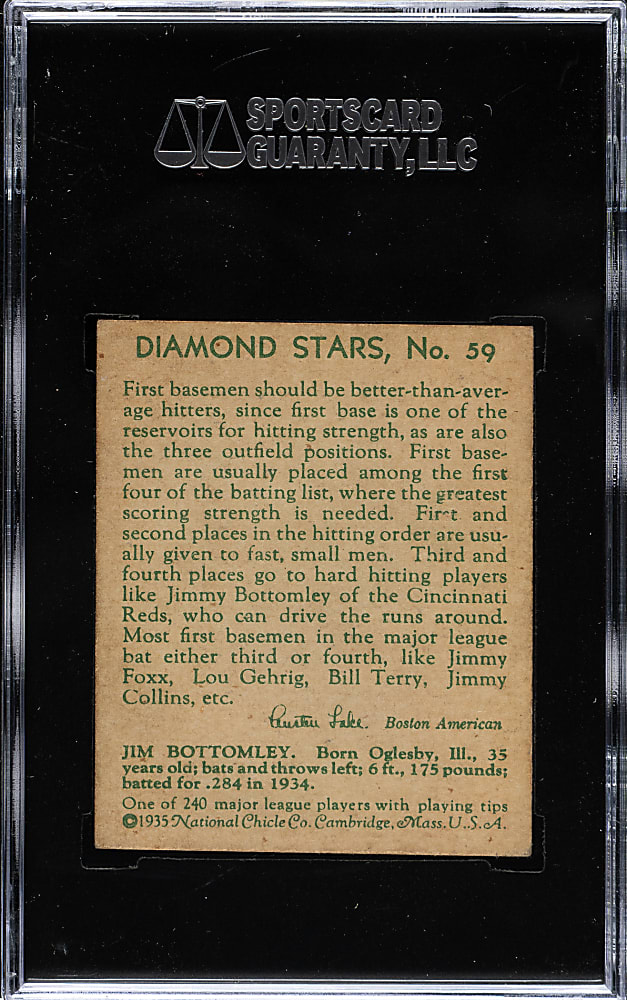 SPORTSCARD
GUARANTY, LLC
DIAMOND STARS, No. 59
First basemen should be better-than-aver-
age hitters, since first base is one of the
reservoirs for hitting strength, as are also
the three outfield positions. First base-
men are usually placed among the first
four of the batting list, where the greatest
scoring strength is needed. First and
second places in the hitting order are usu-
ally given to fast, small men. Third and
fourth places go to hard hitting players
like Jimmy Bottomley of the Cincinnati
Reds, who can drive the runs around.
Most first basemen in the major league
bat either third or fourth, like Jimmy
Foxx, Lou Gehrig, Bill Terry, Jimmy
Collins, etc.
Austen Lake Boston American
JIM BOTTOMLEY. Born Oglesby, Ill., 35
years old; bats and throws left; 6 ft., 175 pounds;
batted for .284 in 1934.
One of 240 major league players with playing tips
©1935 National Chicle Co. Cambridge, Mass. U.S.A.